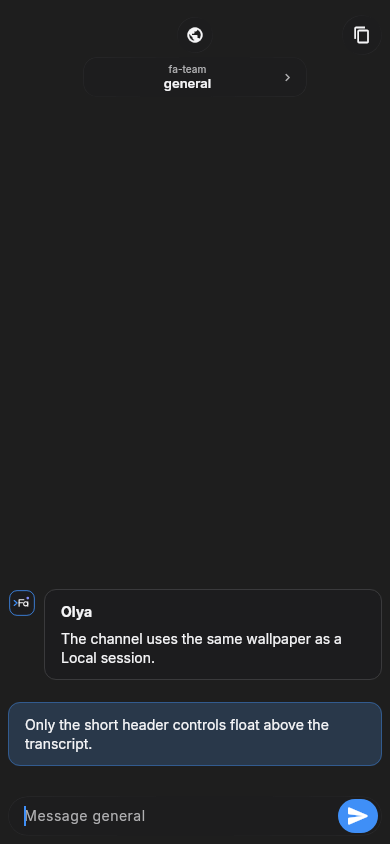 fa-team
general
Fa
Olya
The channel uses the same wallpaper as a
Local session.
Only the short header controls float above the
transcript.
Message general